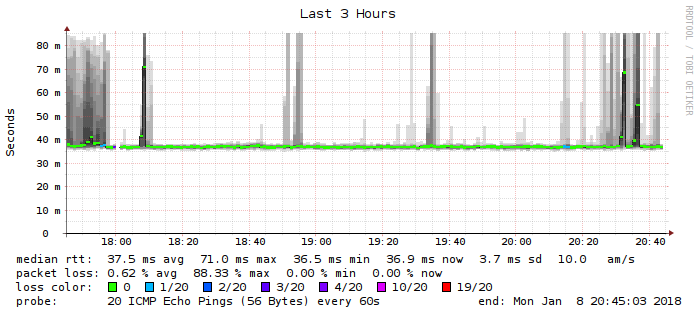 Last 3 Hours
RRDTOOL / TOBI OETIKER
Seconds
80 m
70 m
60 m
50 m
40 m
30 m
20 m
10 m
0
18:00 18:20 18:40 19:00 19:20 19:40 20:00 20:20 20:40
median rtt: 37.5 ms avg 71.0 ms max 36.5 ms min 36.9 ms now 3.7 ms sd 10.0 am/s
packet loss: 0.62 % avg 88.33 % max 0.00 % min 0.00 % now
loss color: 0 1/20 2/20 3/20 4/20 10/20 19/20
probe: 20 ICMP Echo Pings (56 Bytes) every 60s end: Mon Jan 8 20:45:03 2018